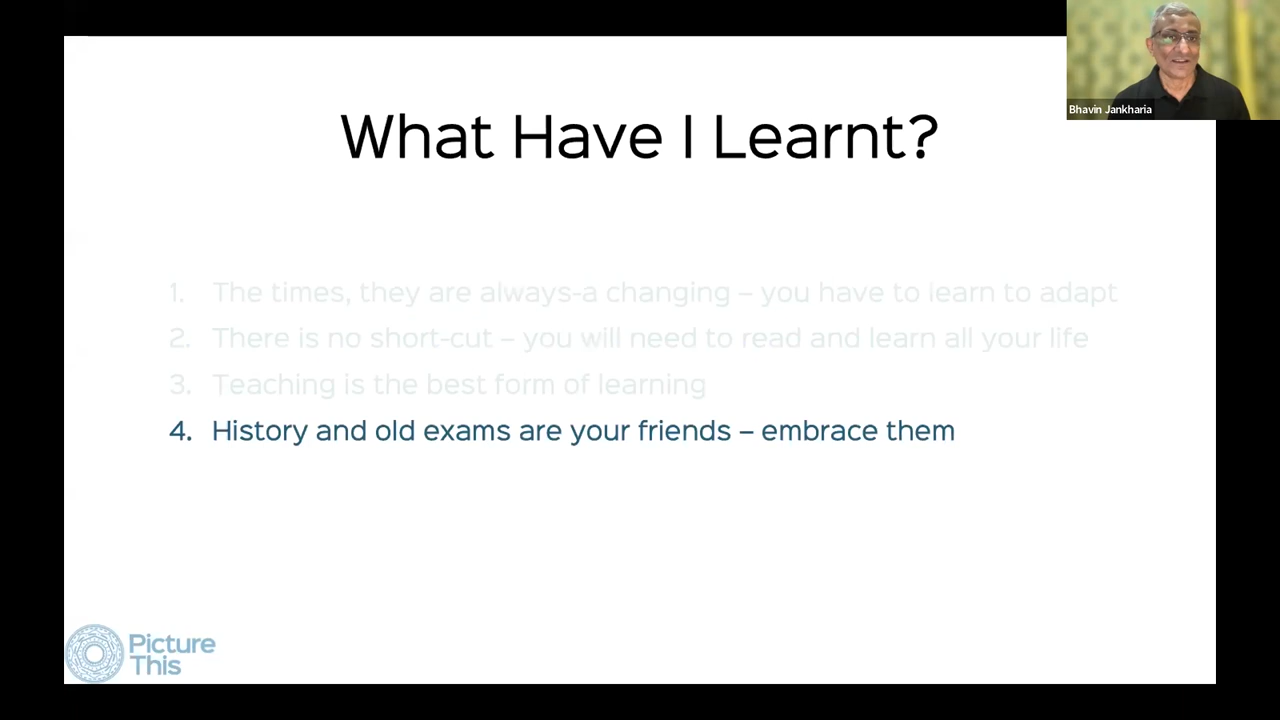 What Have I Learnt?
Bhavin Jankharia
1. The times, they are always-a changing – you have to learn to adapt
2. There is no short-cut – you will need to read and learn all your life
3. Teaching is the best form of learning
4. History and old exams are your friends – embrace them
Picture
This